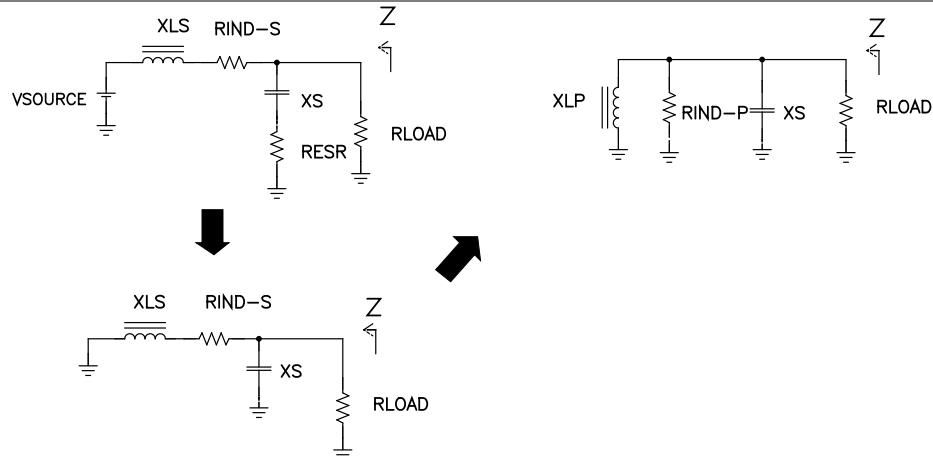 XLS RIND-S Z
VSOURCE
XS
RESR
RLOAD
Z
XLP RIND-P XS RLOAD
XLS RIND-S Z
XS
RLOAD